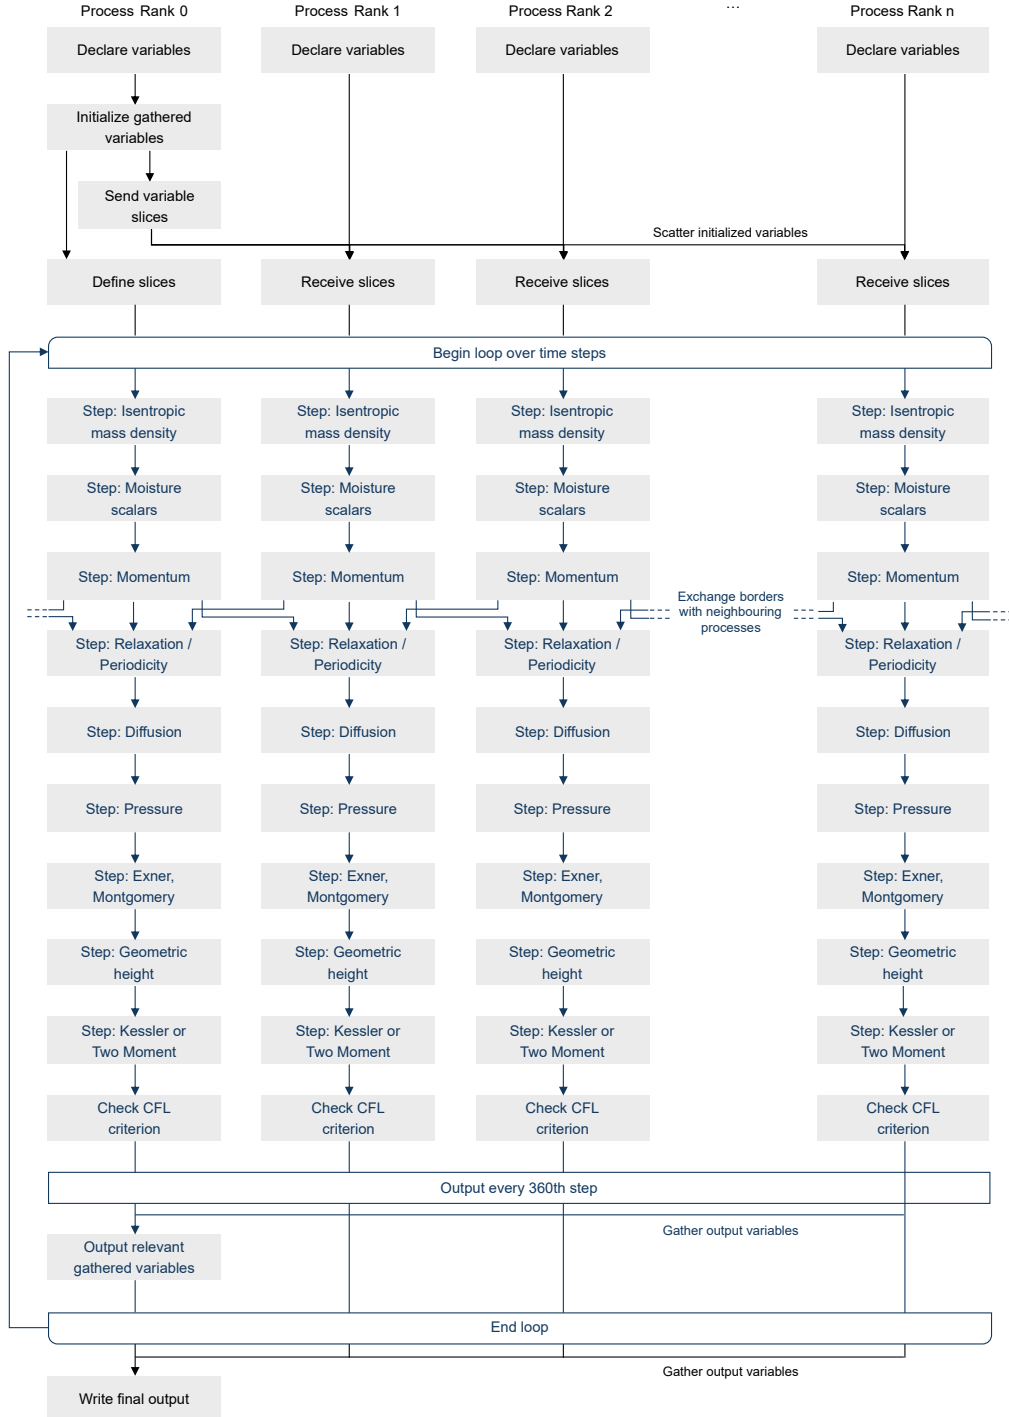 Process Rank 0
Process Rank 1
Process Rank 2
...
Process Rank n
Declare variables
Declare variables
Declare variables
Declare variables
Initialize gathered
variables
Send variable
slices
Scatter initialized variables
Define slices
Receive slices
Receive slices
Receive slices
Begin loop over time steps
Step: Isentropic
mass density
Step: Isentropic
mass density
Step: Isentropic
mass density
Step: Isentropic
mass density
Step: Moisture
scalars
Step: Moisture
scalars
Step: Moisture
scalars
Step: Moisture
scalars
Step: Momentum
Step: Momentum
Step: Momentum
Step: Momentum
Exchange borders
with neighbouring
processes
Step: Relaxation /
Periodicity
Step: Relaxation /
Periodicity
Step: Relaxation /
Periodicity
Step: Relaxation /
Periodicity
Step: Diffusion
Step: Diffusion
Step: Diffusion
Step: Diffusion
Step: Pressure
Step: Pressure
Step: Pressure
Step: Pressure
Step: Exner,
Montgomery
Step: Exner,
Montgomery
Step: Exner,
Montgomery
Step: Exner,
Montgomery
Step: Geometric
height
Step: Geometric
height
Step: Geometric
height
Step: Geometric
height
Step: Kessler or
Two Moment
Step: Kessler or
Two Moment
Step: Kessler or
Two Moment
Step: Kessler or
Two Moment
Check CFL
criterion
Check CFL
criterion
Check CFL
criterion
Check CFL
criterion
Output every 360th step
Gather output variables
Output relevant
gathered variables
End loop
Gather output variables
Write final output